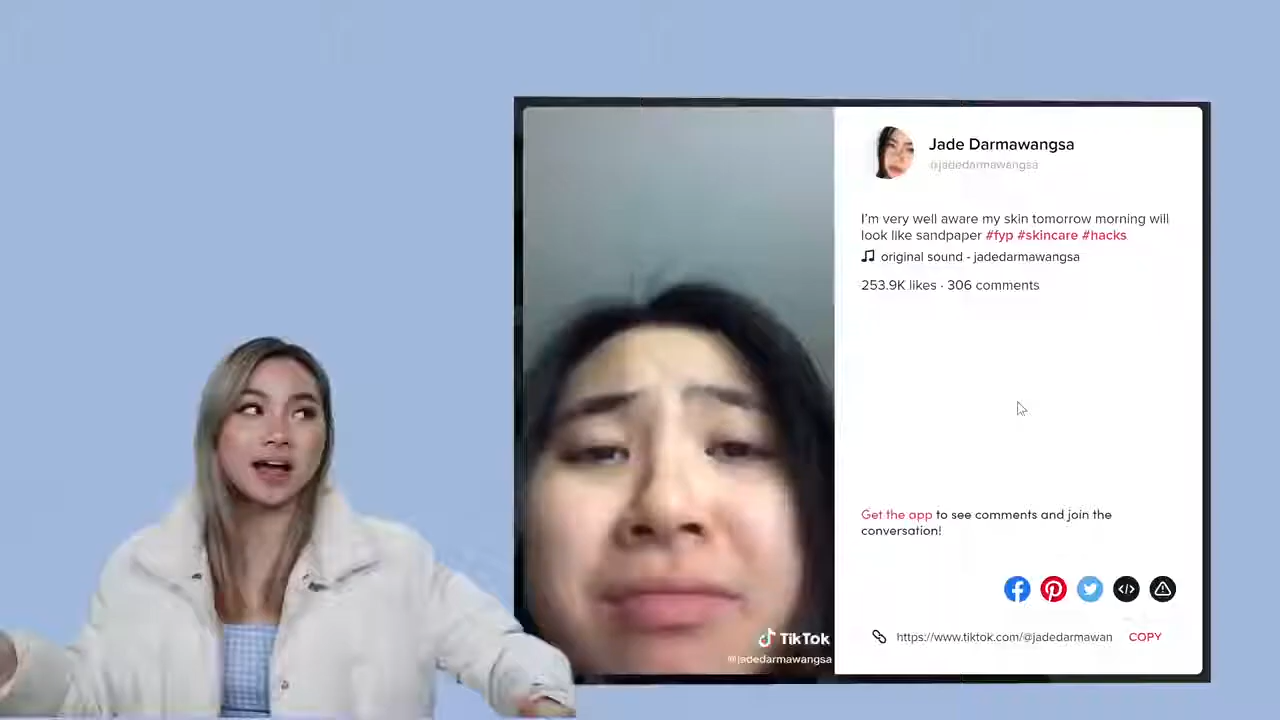 Jade Darmawangsa
@jadedarmawangsa
I'm very well aware my skin tomorrow morning will
look like sandpaper #fyp #skincare #hacks
original sound - jadedarmawangsa
253.9K likes · 306 comments
Get the app to see comments and join the
conversation!
https://www.tiktok.com/@jadedarmawan COPY
TikTok
@jadedarmawangsa